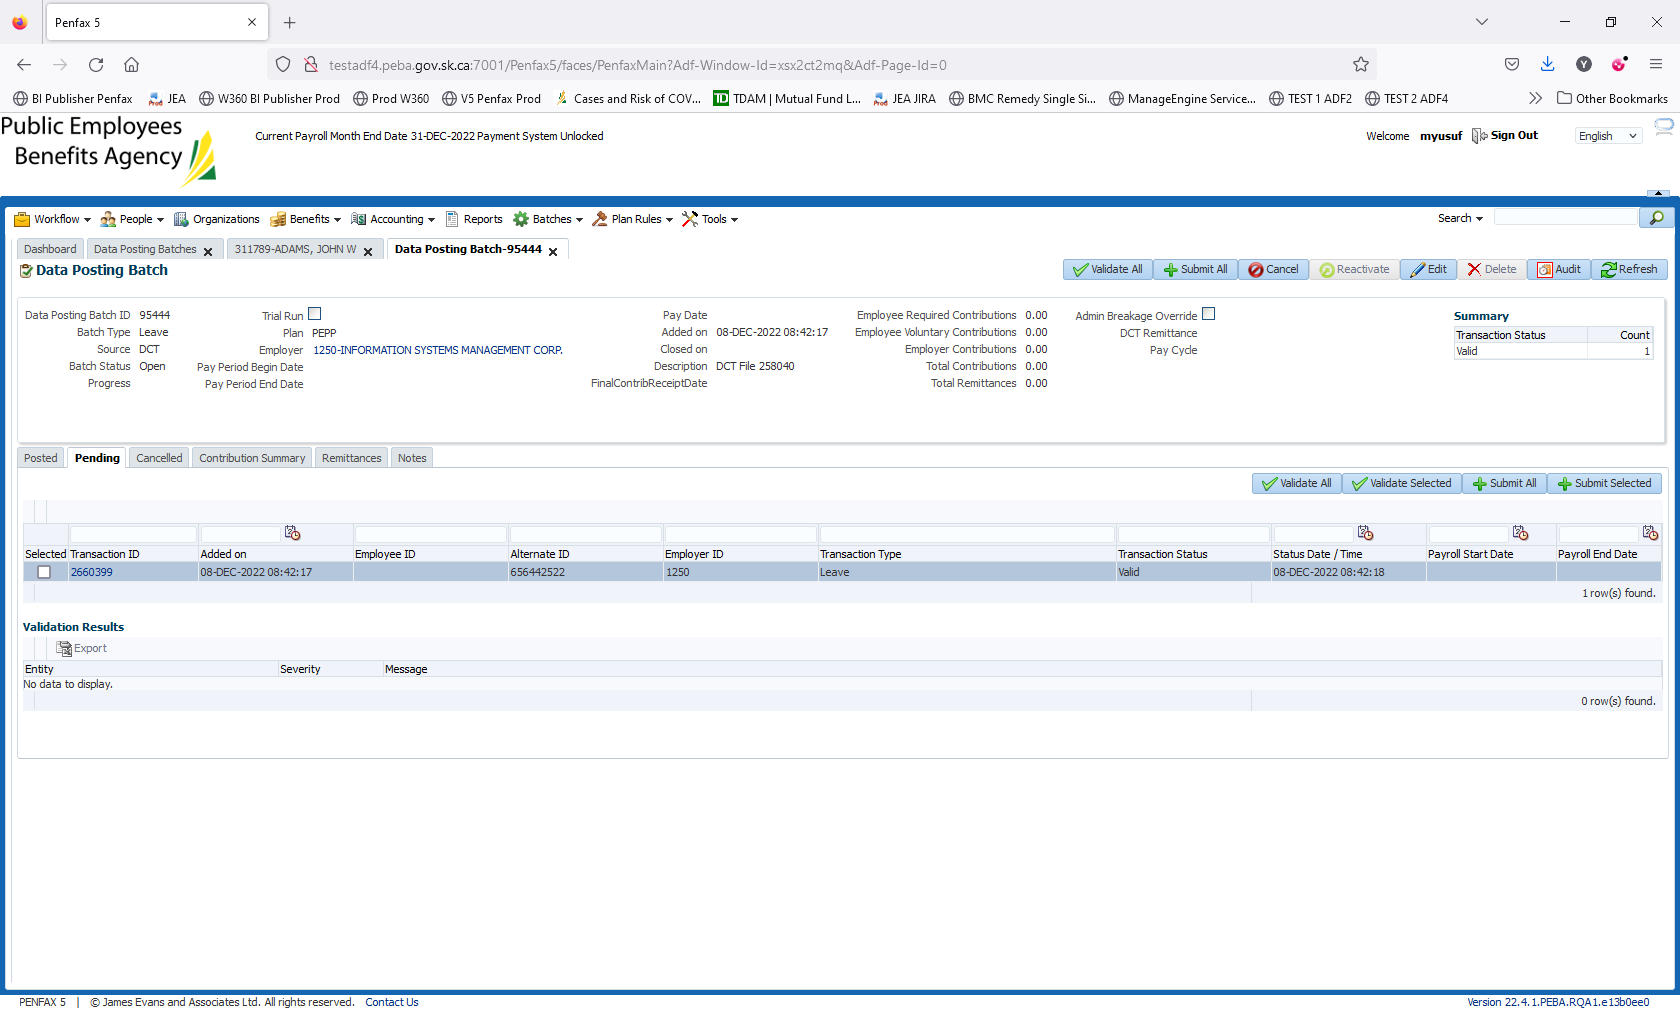 Penfax 5
testadf4.peba.gov.sk.ca:7001/Penfax5/faces/PenfaxMain?Adf-Window-Id=xsx2ct2mq&Adf-Page-Id=0
Y
BI Publisher Penfax JEA W360 BI Publisher Prod Prod W360 V5 Penfax Prod Cases and Risk of COV... TDAM | Mutual Fund L... JEA JIRA BMC Remedy Single Si... ManageEngine Service... TEST 1 ADF2 TEST 2 ADF4 Other Bookmarks
Public Employees
Benefits Agency
Current Payroll Month End Date 31-DEC-2022 Payment System Unlocked
Welcome myusuf Sign Out English
Workflow People Organizations Benefits Accounting Reports Batches Plan Rules Tools Search
Dashboard Data Posting Batches 311789-ADAMS, JOHN W Data Posting Batch-95444
Data Posting Batch
Validate All Submit All Cancel Reactivate Edit Delete Audit Refresh
Data Posting Batch ID 95444
Batch Type Leave
Source DCT
Batch Status Open
Progress
Trial Run
Plan PEPP
Employer 1250-INFORMATION SYSTEMS MANAGEMENT CORP.
Pay Period Begin Date
Pay Period End Date
Pay Date
Added on 08-DEC-2022 08:42:17
Closed on
Description DCT File 258040
FinalContribReceiptDate
Employee Required Contributions 0.00
Employee Voluntary Contributions 0.00
Employer Contributions 0.00
Total Contributions 0.00
Total Remittances 0.00
Admin Breakage Override
DCT Remittance
Pay Cycle
Summary
Transaction Status Count
Valid 1
Posted Pending Cancelled Contribution Summary Remittances Notes
Validate All Validate Selected Submit All Submit Selected
Selected Transaction ID Added on Employee ID Alternate ID Employer ID Transaction Type Transaction Status Status Date / Time Payroll Start Date Payroll End Date
2660399 08-DEC-2022 08:42:17 656442522 1250 Leave Valid 08-DEC-2022 08:42:18
1 row(s) found.
Validation Results
Export
Entity Severity Message
No data to display.
0 row(s) found.
PENFAX 5 | © James Evans and Associates Ltd. All rights reserved. Contact Us
Version 22.4.1.PEBA.RQA1.e13b0ee0